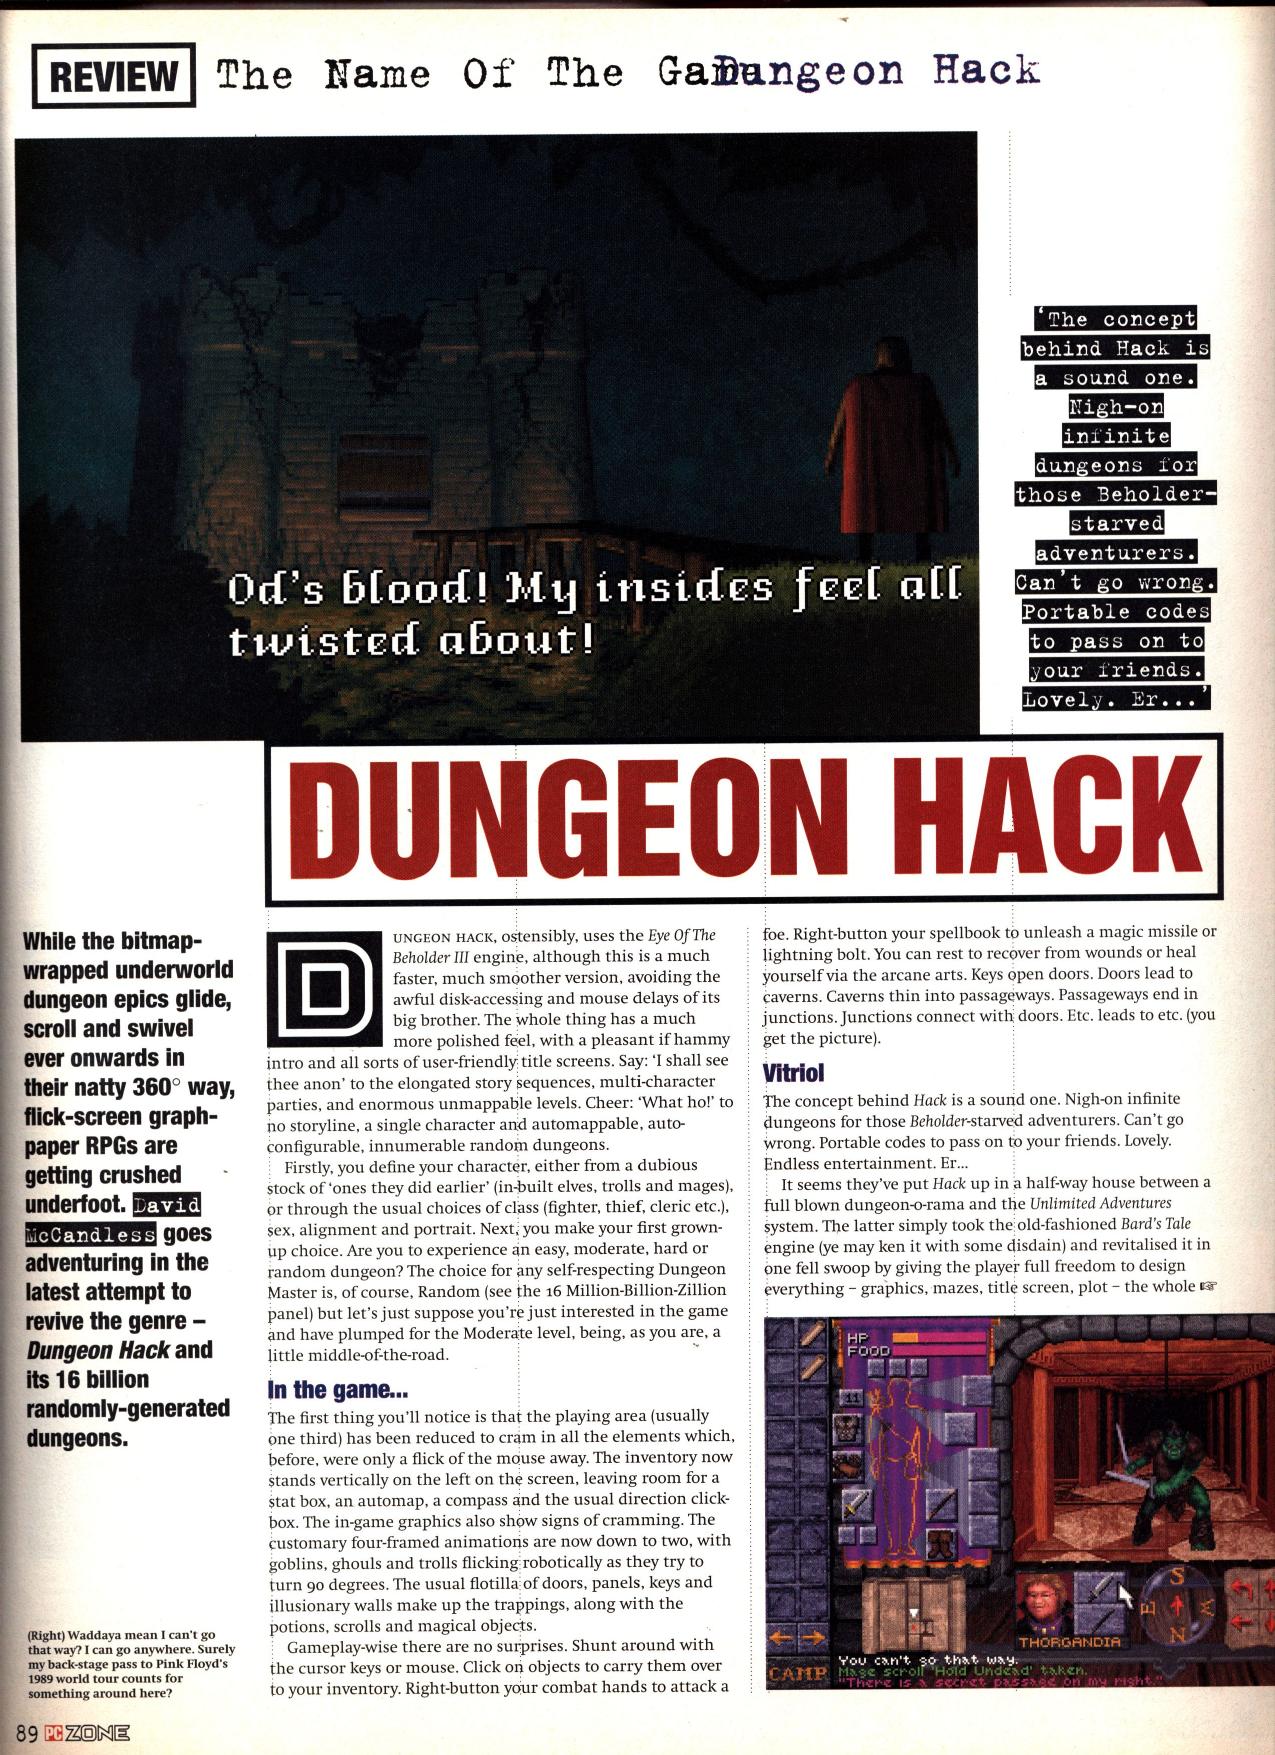 REVIEW The Name Of The Game Dungeon Hack
Od's blood! My insides feel all
twisted about!
'The concept
behind Hack is
a sound one.
Nigh-on
infinite
dungeons for
those Beholder-
starved
adventurers.
Can't go wrong.
Portable codes
to pass on to
your friends.
Lovely. Er...'
DUNGEON HACK
While the bitmap-
wrapped underworld
dungeon epics glide,
scroll and swivel
ever onwards in
their natty 360° way,
flick-screen graph-
paper RPGs are
getting crushed
underfoot. David
McCandless goes
adventuring in the
latest attempt to
revive the genre –
Dungeon Hack and
its 16 billion
randomly-generated
dungeons.
DUNGEON HACK, ostensibly, uses the Eye Of The
Beholder III engine, although this is a much
faster, much smoother version, avoiding the
awful disk-accessing and mouse delays of its
big brother. The whole thing has a much
more polished feel, with a pleasant if hammy
intro and all sorts of user-friendly title screens. Say: 'I shall see
thee anon' to the elongated story sequences, multi-character
parties, and enormous unmappable levels. Cheer: 'What ho!' to
no storyline, a single character and automappable, auto-
configurable, innumerable random dungeons.
Firstly, you define your character, either from a dubious
stock of 'ones they did earlier' (in-built elves, trolls and mages),
or through the usual choices of class (fighter, thief, cleric etc.),
sex, alignment and portrait. Next, you make your first grown-
up choice. Are you to experience an easy, moderate, hard or
random dungeon? The choice for any self-respecting Dungeon
Master is, of course, Random (see the 16 Million-Billion-Zillion
panel) but let's just suppose you're just interested in the game
and have plumped for the Moderate level, being, as you are, a
little middle-of-the-road.
In the game...
The first thing you'll notice is that the playing area (usually
one third) has been reduced to cram in all the elements which,
before, were only a flick of the mouse away. The inventory now
stands vertically on the left on the screen, leaving room for a
stat box, an automap, a compass and the usual direction click-
box. The in-game graphics also show signs of cramming. The
customary four-framed animations are now down to two, with
goblins, ghouls and trolls flicking robotically as they try to
turn 90 degrees. The usual flotilla of doors, panels, keys and
illusionary walls make up the trappings, along with the
potions, scrolls and magical objects.
Gameplay-wise there are no surprises. Shunt around with
the cursor keys or mouse. Click on objects to carry them over
to your inventory. Right-button your combat hands to attack a
foe. Right-button your spellbook to unleash a magic missile or
lightning bolt. You can rest to recover from wounds or heal
yourself via the arcane arts. Keys open doors. Doors lead to
caverns. Caverns thin into passageways. Passageways end in
junctions. Junctions connect with doors. Etc. leads to etc. (you
get the picture).
Vitriol
The concept behind Hack is a sound one. Nigh-on infinite
dungeons for those Beholder-starved adventurers. Can't go
wrong. Portable codes to pass on to your friends. Lovely.
Endless entertainment. Er...
It seems they've put Hack up in a half-way house between a
full blown dungeon-o-rama and the Unlimited Adventures
system. The latter simply took the old-fashioned Bard's Tale
engine (ye may ken it with some disdain) and revitalised it in
one fell swoop by giving the player full freedom to design
everything – graphics, mazes, title screen, plot – the whole ☞
HP
FOOD
11
S
E W
N
THORGANDIA
CAMP
You can't go that way.
Mage scroll 'Hold Undead' taken.
"There is a secret passage on my right."
(Right) Waddaya mean I can't go
that way? I can go anywhere. Surely
my back-stage pass to Pink Floyd's
1989 world tour counts for
something around here?
89 PC ZONE